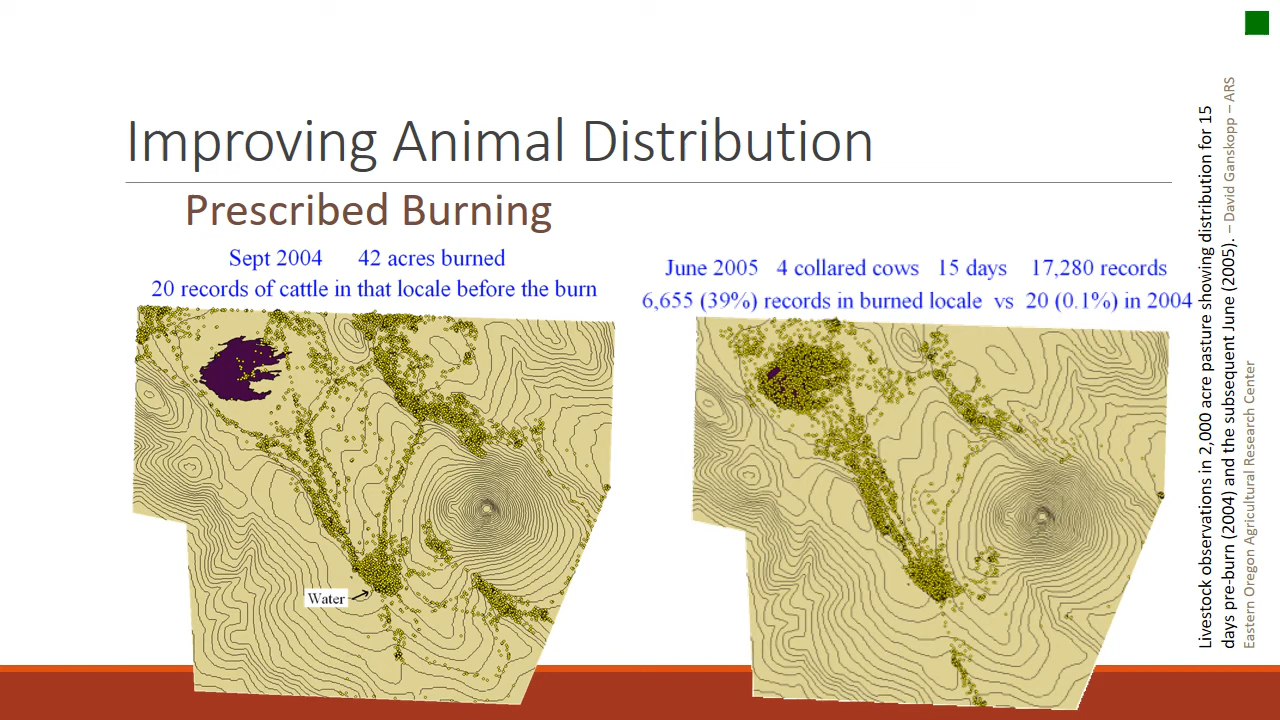 Improving Animal Distribution
Prescribed Burning
Sept 2004 42 acres burned
20 records of cattle in that locale before the burn
June 2005 4 collared cows 15 days 17,280 records
6,655 (39%) records in burned locale vs 20 (0.1%) in 2004
Water
Livestock observations in 2,000 acre pasture showing distribution for 15
days pre-burn (2004) and the subsequent June (2005). – David Ganskopp – ARS
Eastern Oregon Agricultural Research Center